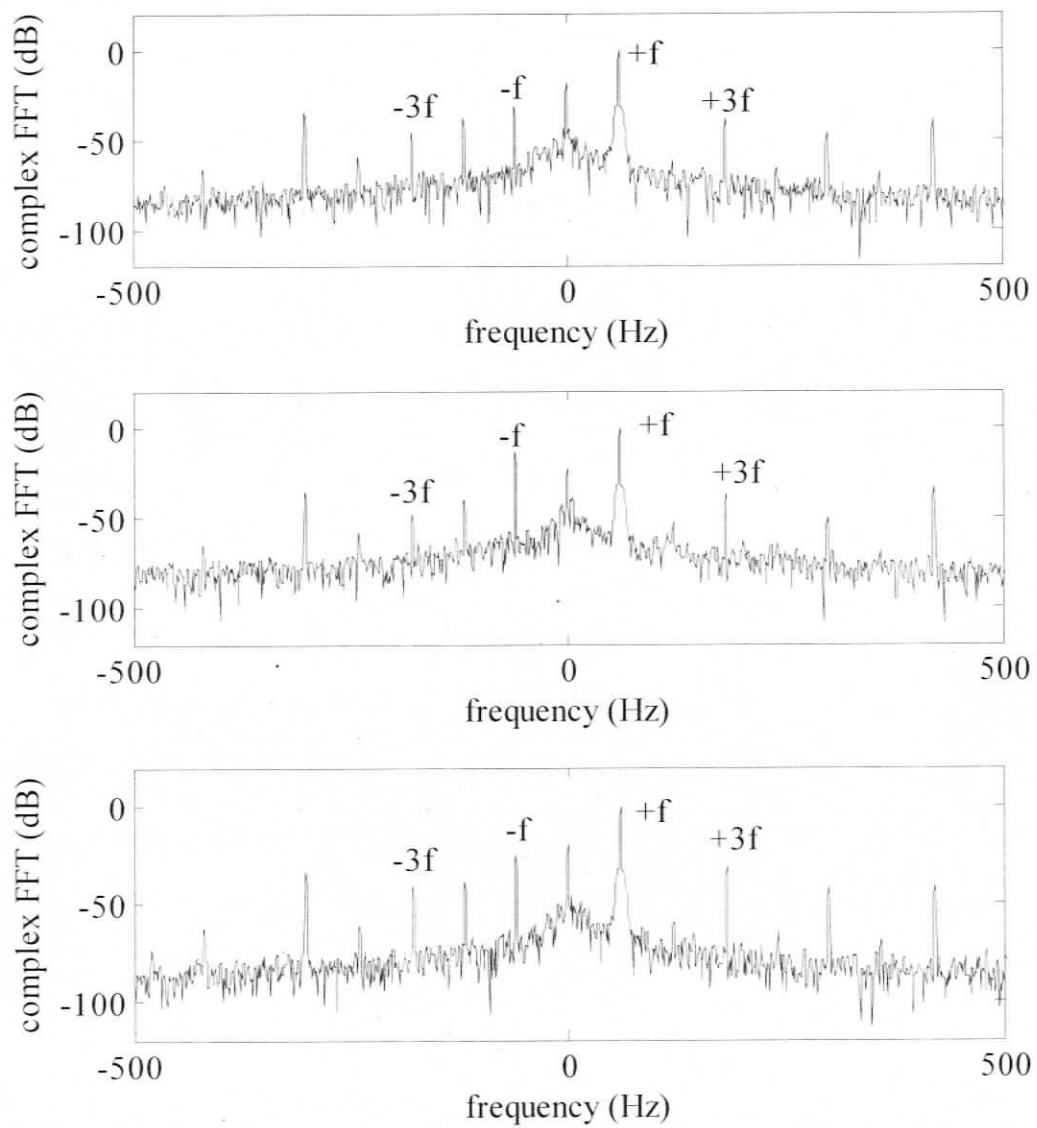 complex FFT (dB)
0
-50
-100
-3f
-f
+f
+3f
-500
0
500
frequency (Hz)
complex FFT (dB)
0
-50
-100
-3f
-f
+f
+3f
-500
0
500
frequency (Hz)
complex FFT (dB)
0
-50
-100
-3f
-f
+f
+3f
-500
0
500
frequency (Hz)